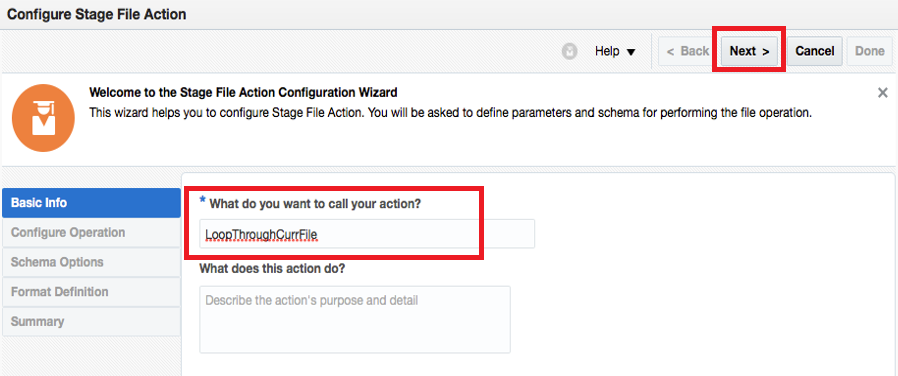 Configure Stage File Action
Help
< Back
Next >
Cancel
Done
Welcome to the Stage File Action Configuration Wizard
This wizard helps you to configure Stage File Action. You will be asked to define parameters and schema for performing the file operation.
Basic Info
Configure Operation
Schema Options
Format Definition
Summary
* What do you want to call your action?
LoopThroughCurrFile
What does this action do?
Describe the action's purpose and detail